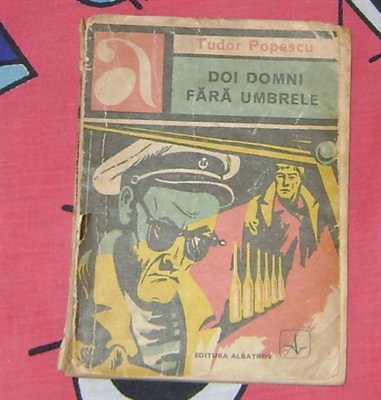 a
Tudor Popescu
DOI DOMNI
FĂRĂ UMBRELE
EDITURA ALBATROS